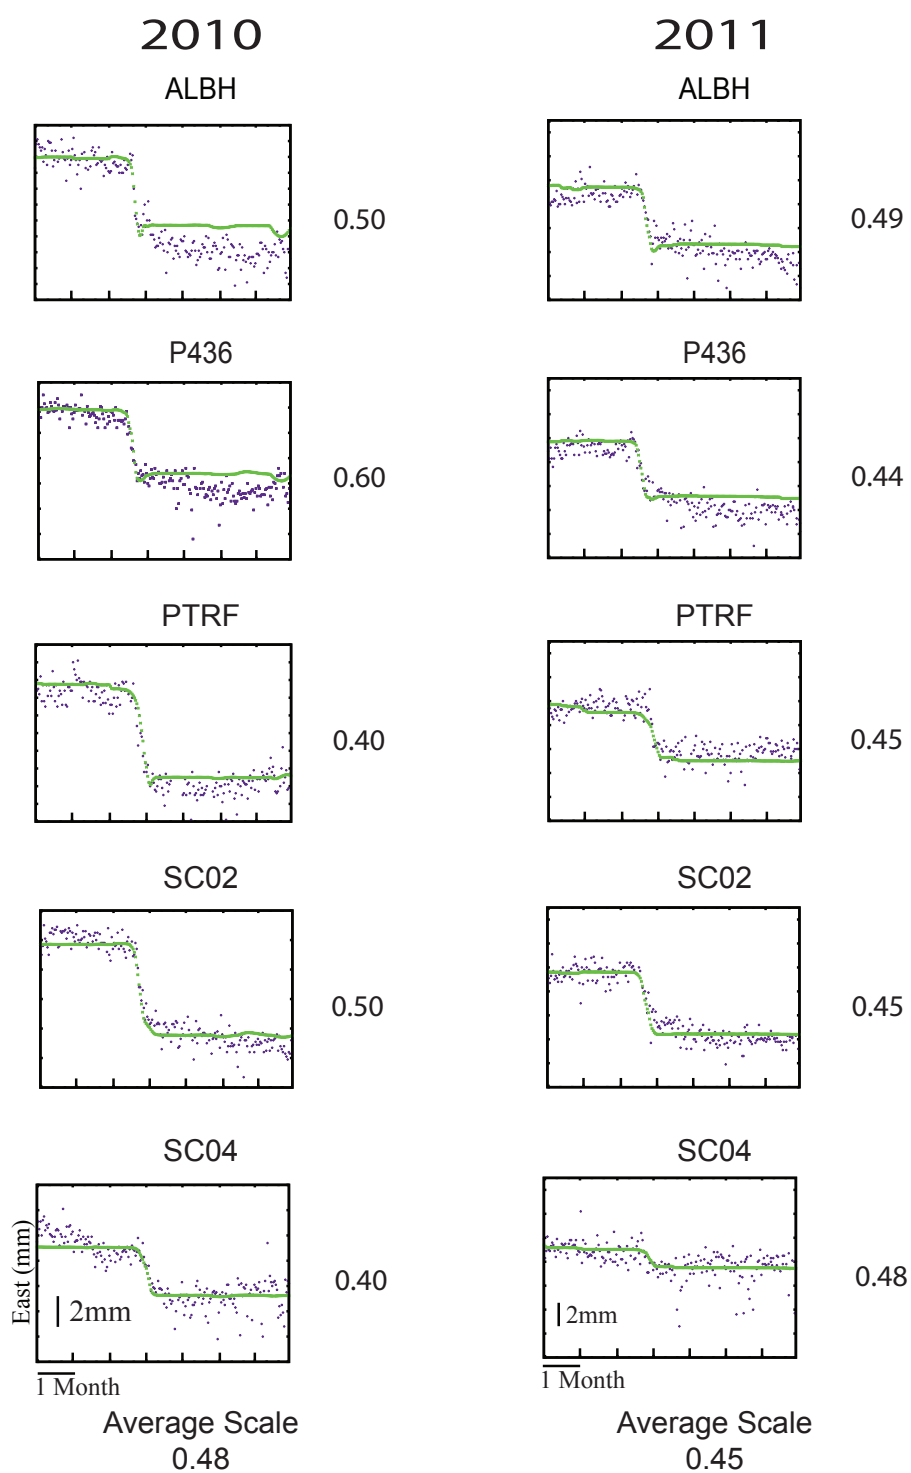 2010
2011
ALBH
ALBH
0.50
0.49
P436
P436
0.60
0.44
PTRF
PTRF
0.40
0.45
SC02
SC02
0.50
0.45
SC04
SC04
East (mm)
2mm
0.40
2mm
0.48
1 Month
1 Month
Average Scale
0.48
Average Scale
0.45